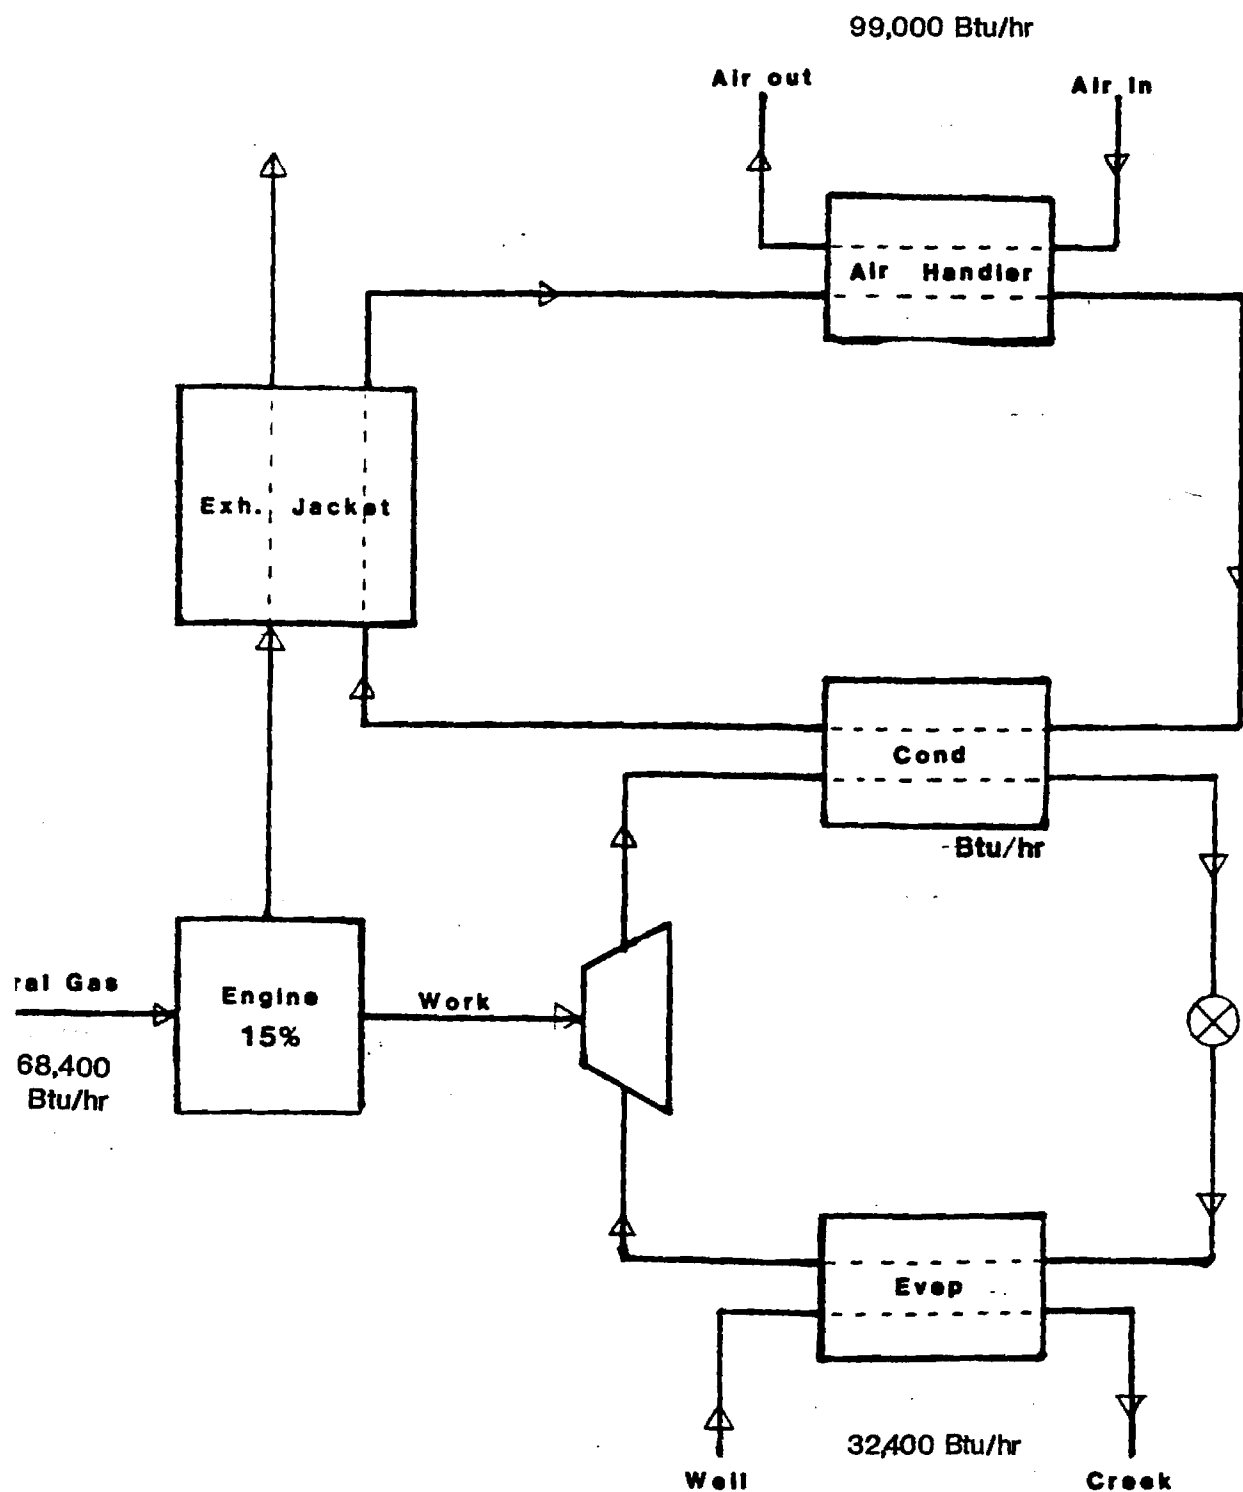 99,000 Btu/hr
Air out
Air in
Air Handler
Exh. Jacket
Cond
-Btu/hr
ral Gas
Engine
15%
Work
68,400
Btu/hr
Evap
32,400 Btu/hr
Well
Creek